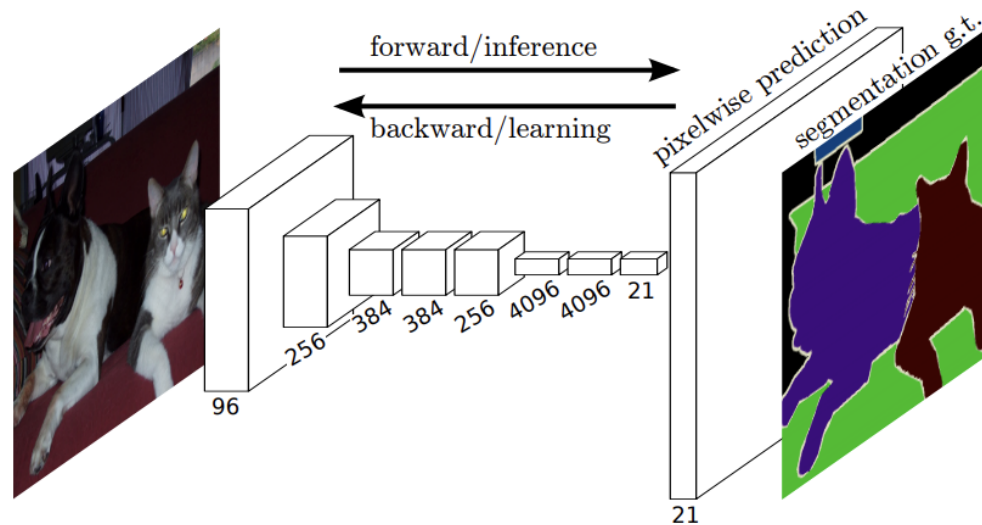 forward/inference
backward/learning
pixelwise prediction
segmentation g.t.
96
256
384
384
256
4096
4096
21
21